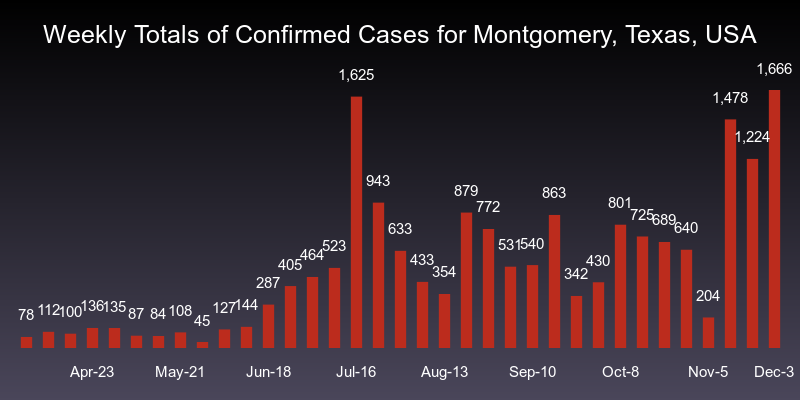 Weekly Totals of Confirmed Cases for Montgomery, Texas, USA
78 112 100 136 135 87 84 108 45 127 144 287 405 464 523 1,625 943 633 433 354 879 772 531 540 863 342 430 801 725 689 640 204 1,478 1,224 1,666
Apr-23 May-21 Jun-18 Jul-16 Aug-13 Sep-10 Oct-8 Nov-5 Dec-3